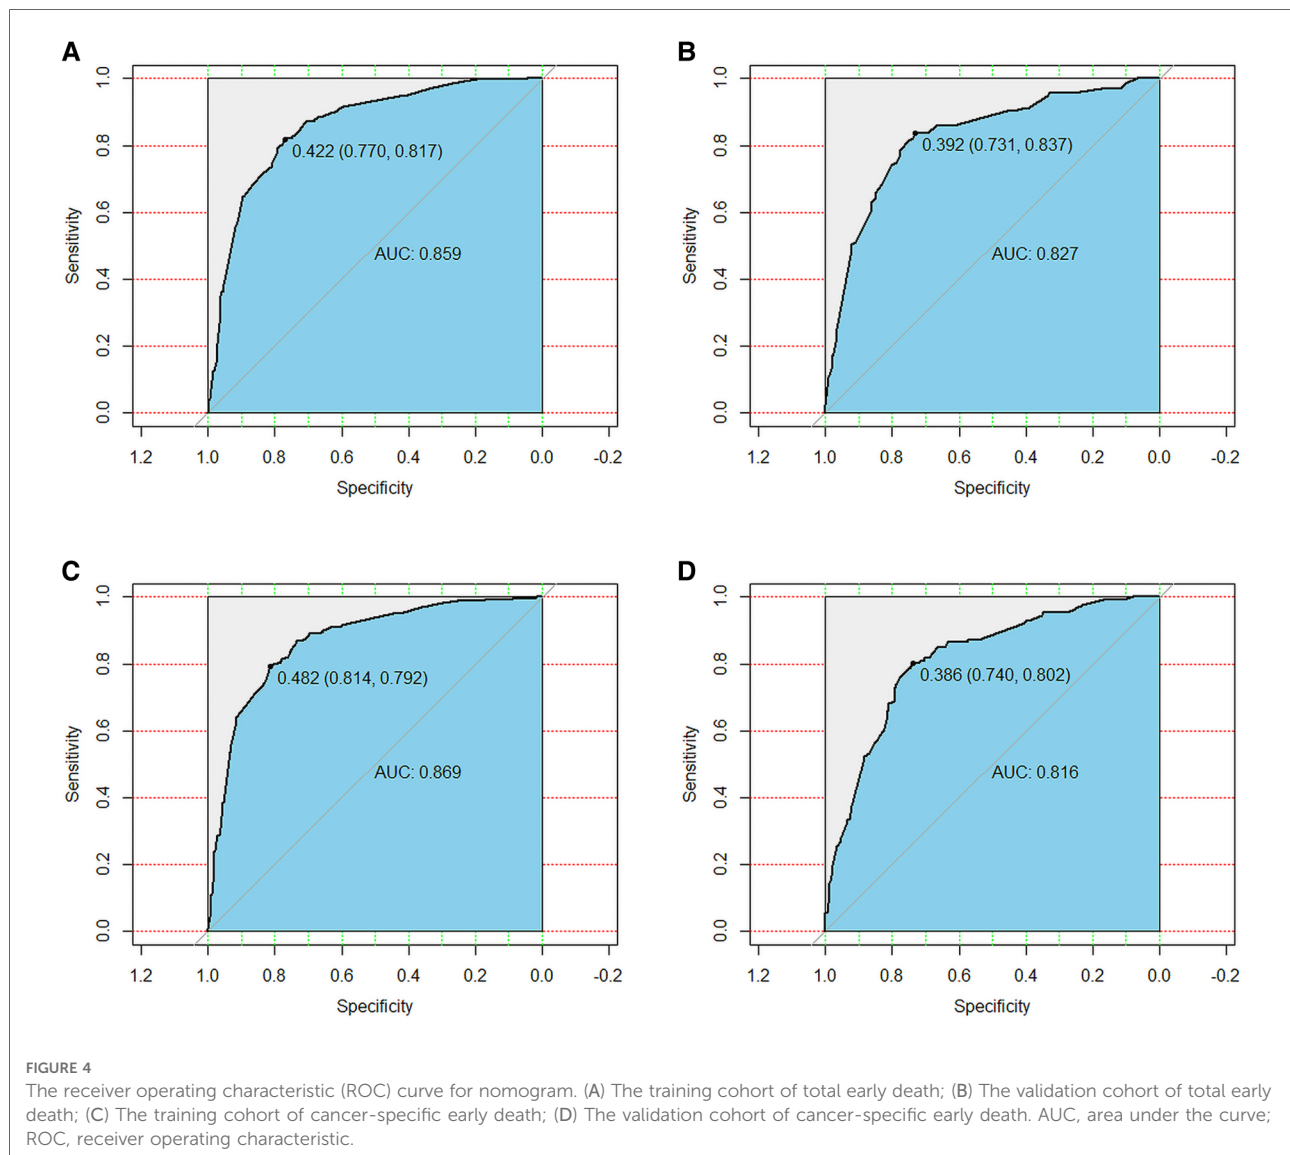 A
1.0
0.8
0.6
0.4
0.2
0.0
Sensitivity
0.422 (0.770, 0.817)
AUC: 0.859
1.2 1.0 0.8 0.6 0.4 0.2 0.0 -0.2
Specificity
B
1.0
0.8
0.6
0.4
0.2
0.0
Sensitivity
0.392 (0.731, 0.837)
AUC: 0.827
1.2 1.0 0.8 0.6 0.4 0.2 0.0 -0.2
Specificity
C
1.0
0.8
0.6
0.4
0.2
0.0
Sensitivity
0.482 (0.814, 0.792)
AUC: 0.869
1.2 1.0 0.8 0.6 0.4 0.2 0.0 -0.2
Specificity
D
1.0
0.8
0.6
0.4
0.2
0.0
Sensitivity
0.386 (0.740, 0.802)
AUC: 0.816
1.2 1.0 0.8 0.6 0.4 0.2 0.0 -0.2
Specificity
FIGURE 4
The receiver operating characteristic (ROC) curve for nomogram. (A) The training cohort of total early death; (B) The validation cohort of total early
death; (C) The training cohort of cancer-specific early death; (D) The validation cohort of cancer-specific early death. AUC, area under the curve;
ROC, receiver operating characteristic.